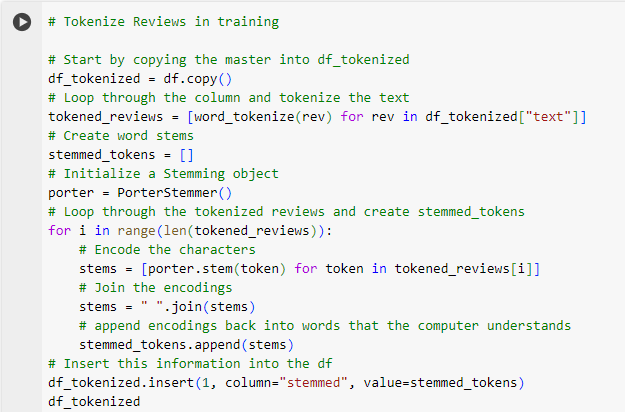 # Tokenize Reviews in training
# Start by copying the master into df_tokenized
df_tokenized = df.copy()
# Loop through the column and tokenize the text
tokened_reviews = [word_tokenize(rev) for rev in df_tokenized["text"]]
# Create word stems
stemmed_tokens = []
# Initialize a Stemming object
porter = PorterStemmer()
# Loop through the tokenized reviews and create stemmed_tokens
for i in range(len(tokened_reviews)):
    # Encode the characters
    stems = [porter.stem(token) for token in tokened_reviews[i]]
    # Join the encodings
    stems = " ".join(stems)
    # append encodings back into words that the computer understands
    stemmed_tokens.append(stems)
# Insert this information into the df
df_tokenized.insert(1, column="stemmed", value=stemmed_tokens)
df_tokenized